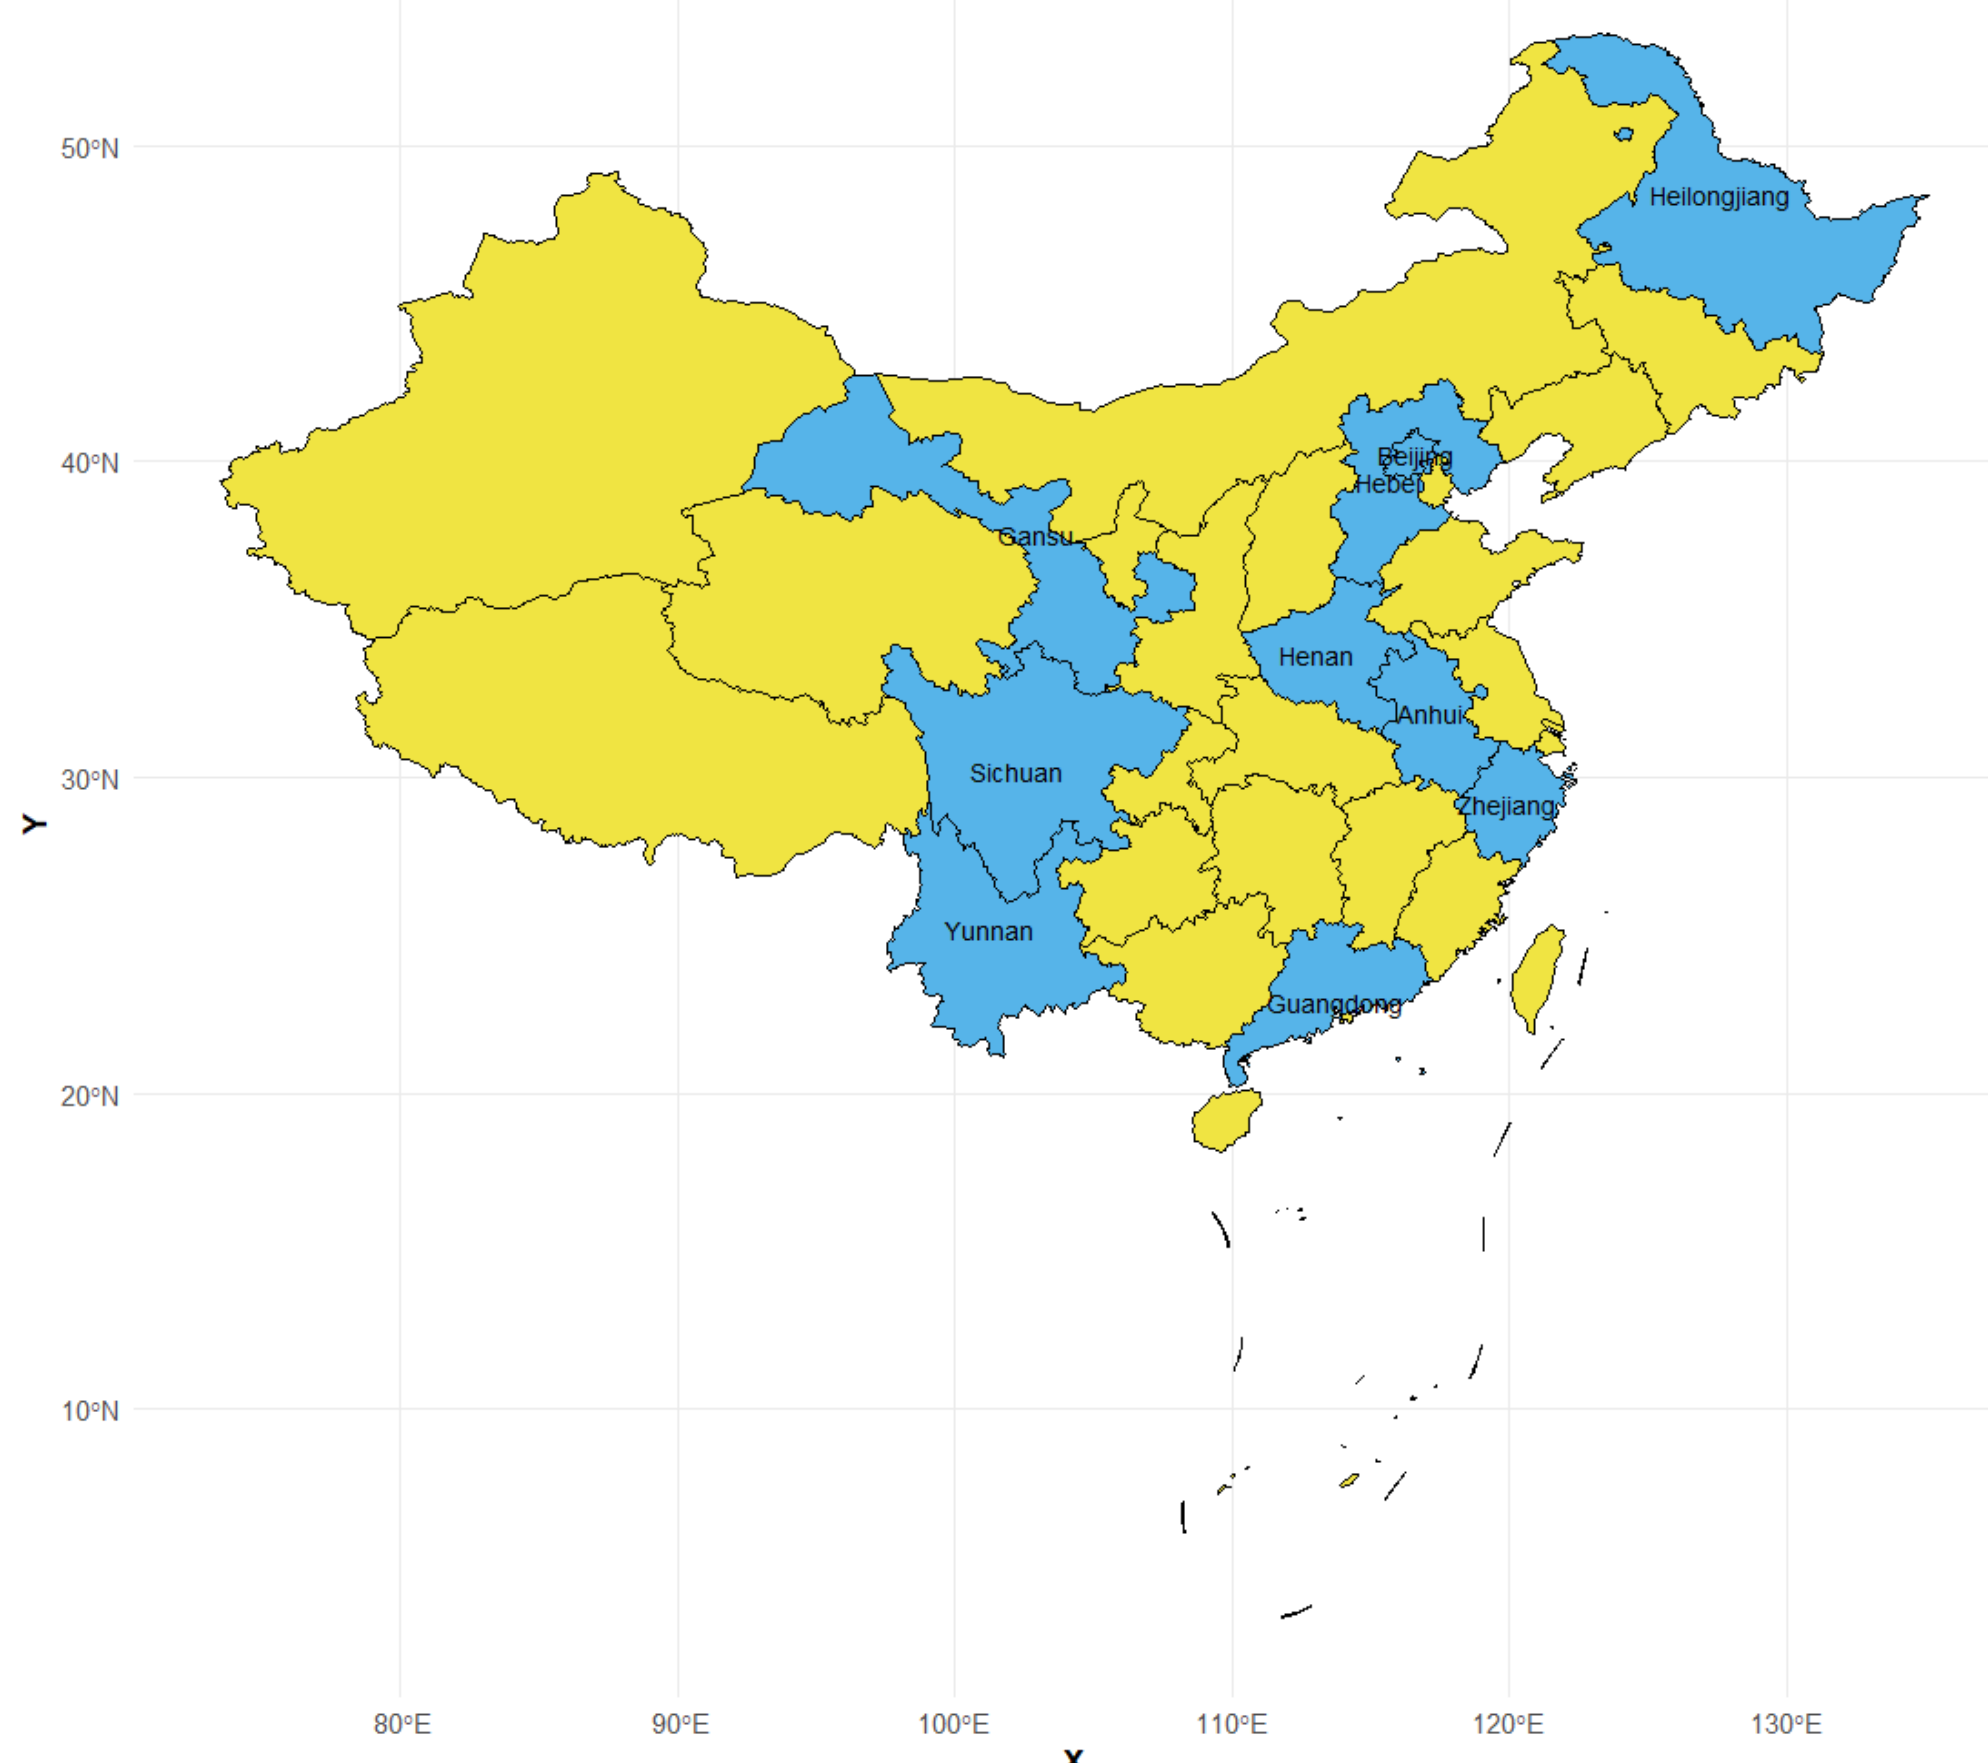 50°N
Heilongjiang
40°N
Beijing
Hebei
Gansu
Henan
Anhui
30°N
Sichuan
Zhejiang
Y
Yunnan
Guangdong
20°N
10°N
80°E 90°E 100°E 110°E 120°E 130°E
X